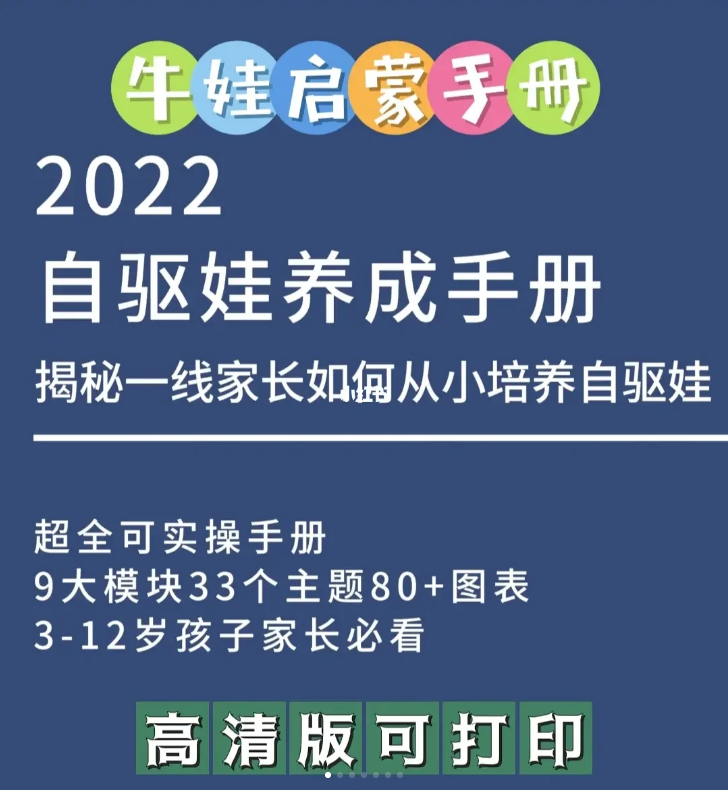 牛娃启蒙手册
2022
自驱娃养成手册
揭秘一线家长如何从小培养自驱娃
小红书
超全可实操手册
9大模块33个主题80+图表
3-12岁孩子家长必看
高清版可打印